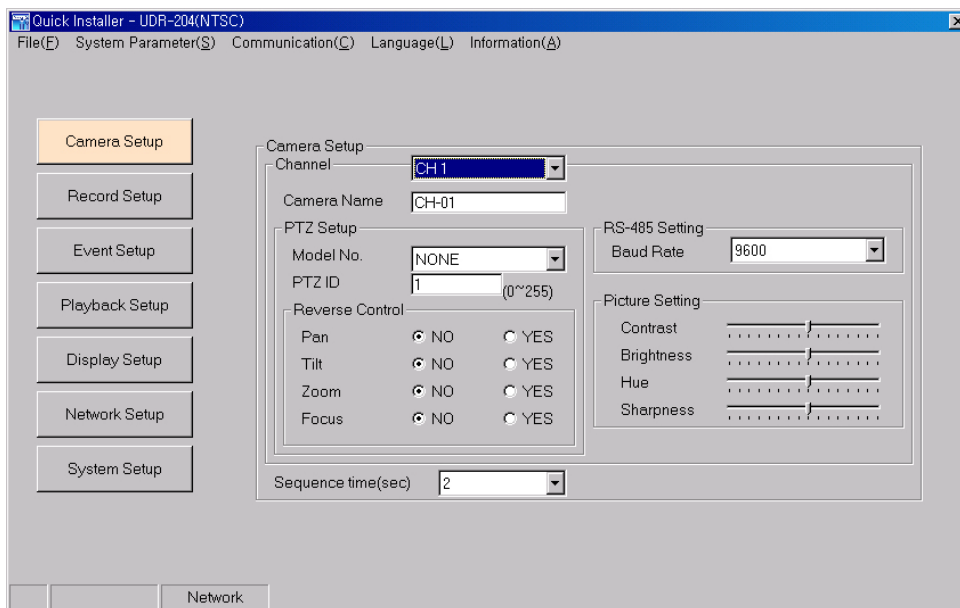 Quick Installer - UDR-204(NTSC)
File(F) System Parameter(S) Communication(C) Language(L) Information(A)
Camera Setup
Record Setup
Event Setup
Playback Setup
Display Setup
Network Setup
System Setup
Camera Setup
Channel CH 1
Camera Name CH-01
PTZ Setup
Model No. NONE
PTZ ID 1 (0~255)
Reverse Control
Pan NO YES
Tilt NO YES
Zoom NO YES
Focus NO YES
RS-485 Setting
Baud Rate 9600
Picture Setting
Contrast
Brightness
Hue
Sharpness
Sequence time(sec) 2
Network